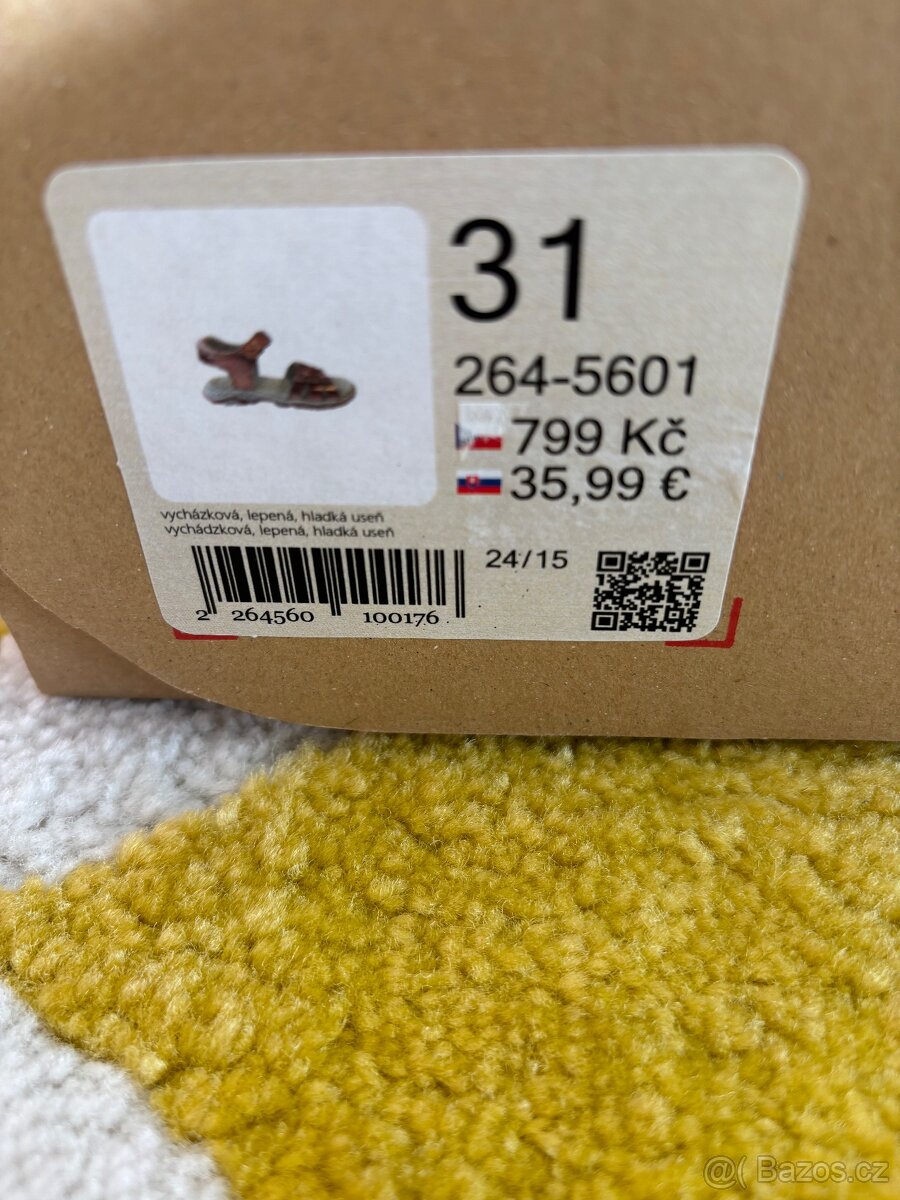 31
264-5601
799 Kč
35,99 €
vycházková, lepená, hladká useň
vychádzková, lepená, hladká useň
24/15
2 264560 100176
@( Bazos.cz